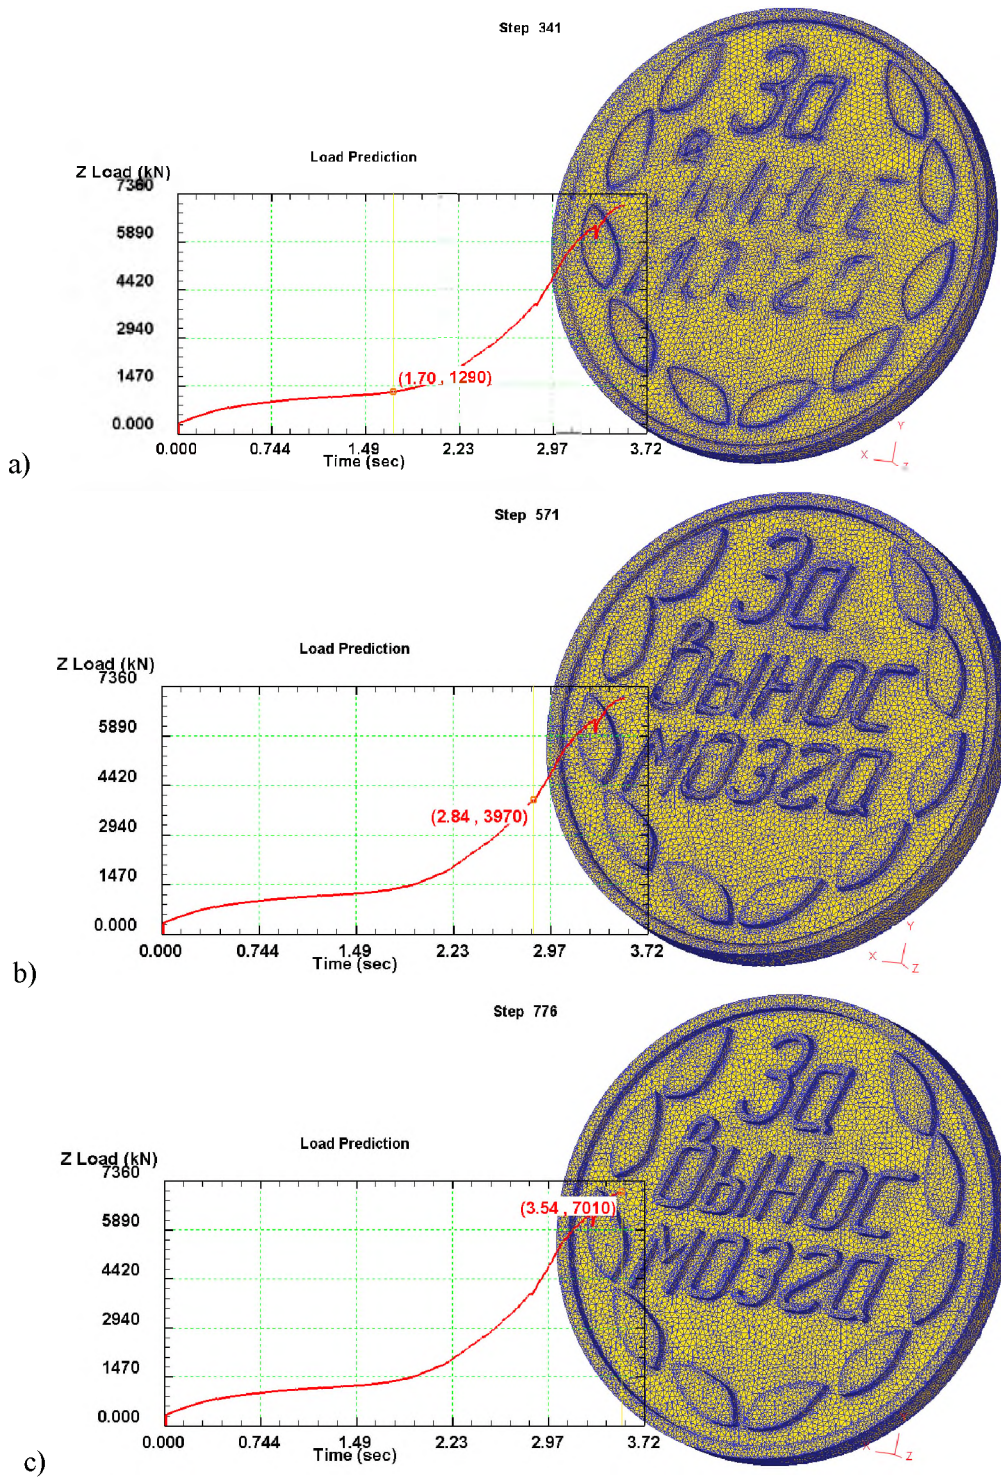 Step 341
За
Load Prediction
Z Load (kN)
7360
5890
4420
2940
1470
0.000
(1.70 , 1290)
0.000 0.744 1.49 2.23 2.97 3.72
Time (sec)
Y
X
Z
a)
Step 571
За
Вынос
мозга
Load Prediction
Z Load (kN)
7360
5890
4420
2940
1470
0.000
(2.84 , 3970)
0.000 0.744 1.49 2.23 2.97 3.72
Time (sec)
Y
X
Z
b)
Step 776
За
Вынос
мозга
Load Prediction
Z Load (kN)
7360
5890
4420
2940
1470
0.000
(3.54 , 7010)
0.000 0.744 1.49 2.23 2.97 3.72
Time (sec)
X
Z
c)